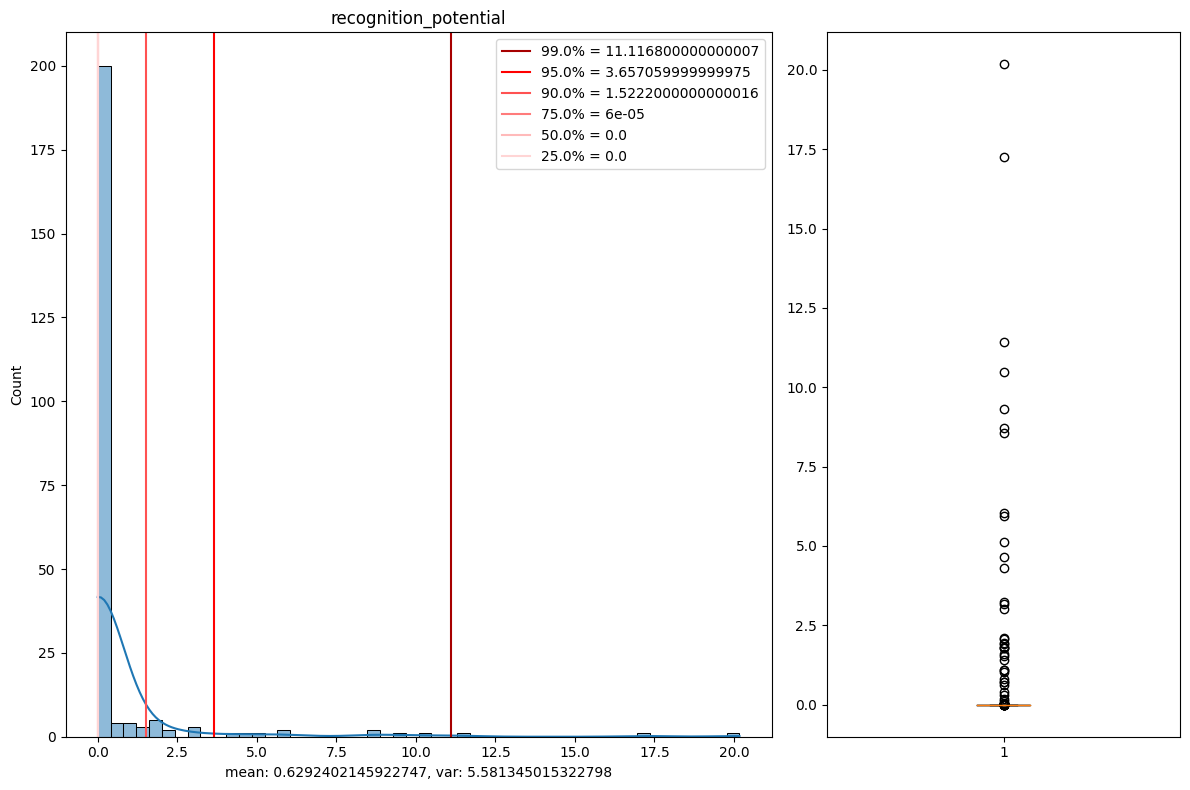 recognition_potential
99.0% = 11.116800000000007
95.0% = 3.657059999999975
90.0% = 1.5222000000000016
75.0% = 6e-05
50.0% = 0.0
25.0% = 0.0
Count
200
175
150
125
100
75
50
25
0
0.0 2.5 5.0 7.5 10.0 12.5 15.0 17.5 20.0
mean: 0.6292402145922747, var: 5.581345015322798
20.0
17.5
15.0
12.5
10.0
7.5
5.0
2.5
0.0
1